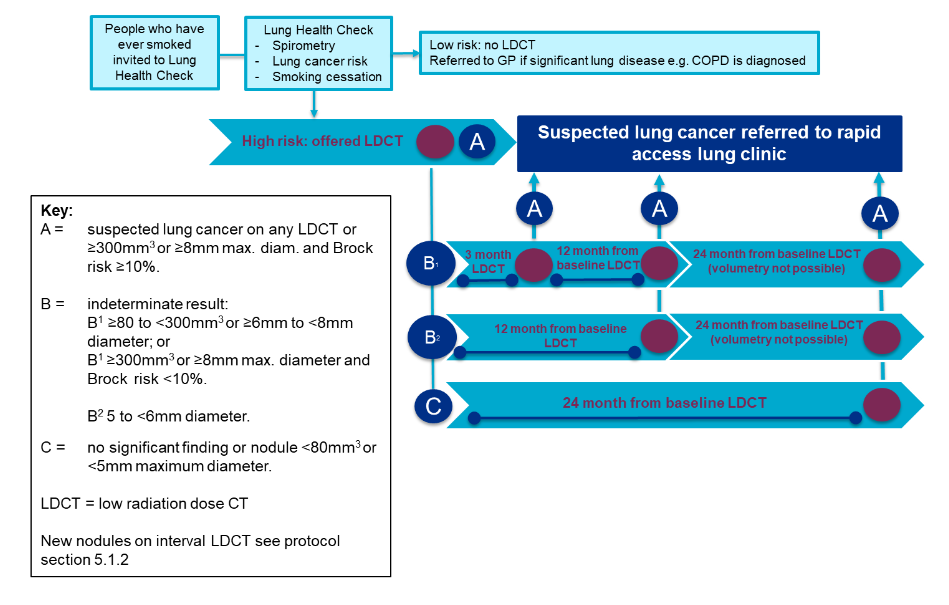 People who have
ever smoked
invited to Lung
Health Check
Lung Health Check
- Spirometry
- Lung cancer risk
- Smoking cessation
Low risk: no LDCT
Referred to GP if significant lung disease e.g. COPD is diagnosed
High risk: offered LDCT
A
Suspected lung cancer referred to rapid
access lung clinic
A
A
A
B1
3 month
LDCT
12 month from
baseline LDCT
24 month from baseline LDCT
(volumetry not possible)
B2
12 month from baseline
LDCT
24 month from baseline LDCT
(volumetry not possible)
C
24 month from baseline LDCT
Key:
A = suspected lung cancer on any LDCT or
≥300mm³ or ≥8mm max. diam. and Brock
risk ≥10%.
B = indeterminate result:
B¹ ≥80 to <300mm³ or ≥6mm to <8mm
diameter; or
B¹ ≥300mm³ or ≥8mm max. diameter and
Brock risk <10%.
B² 5 to <6mm diameter.
C = no significant finding or nodule <80mm³ or
<5mm maximum diameter.
LDCT = low radiation dose CT
New nodules on interval LDCT see protocol
section 5.1.2